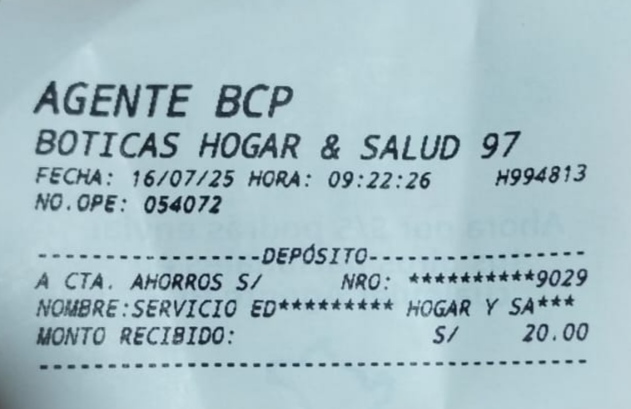 AGENTE BCP
BOTICAS HOGAR & SALUD 97
FECHA: 16/07/25 HORA: 09:22:26 H994813
NO.OPE: 054072
------------------DEPÓSITO------------------
A CTA. AHORROS S/ NRO: **********9029
NOMBRE:SERVICIO ED********* HOGAR Y SA***
MONTO RECIBIDO: S/ 20.00
--------------------------------------------